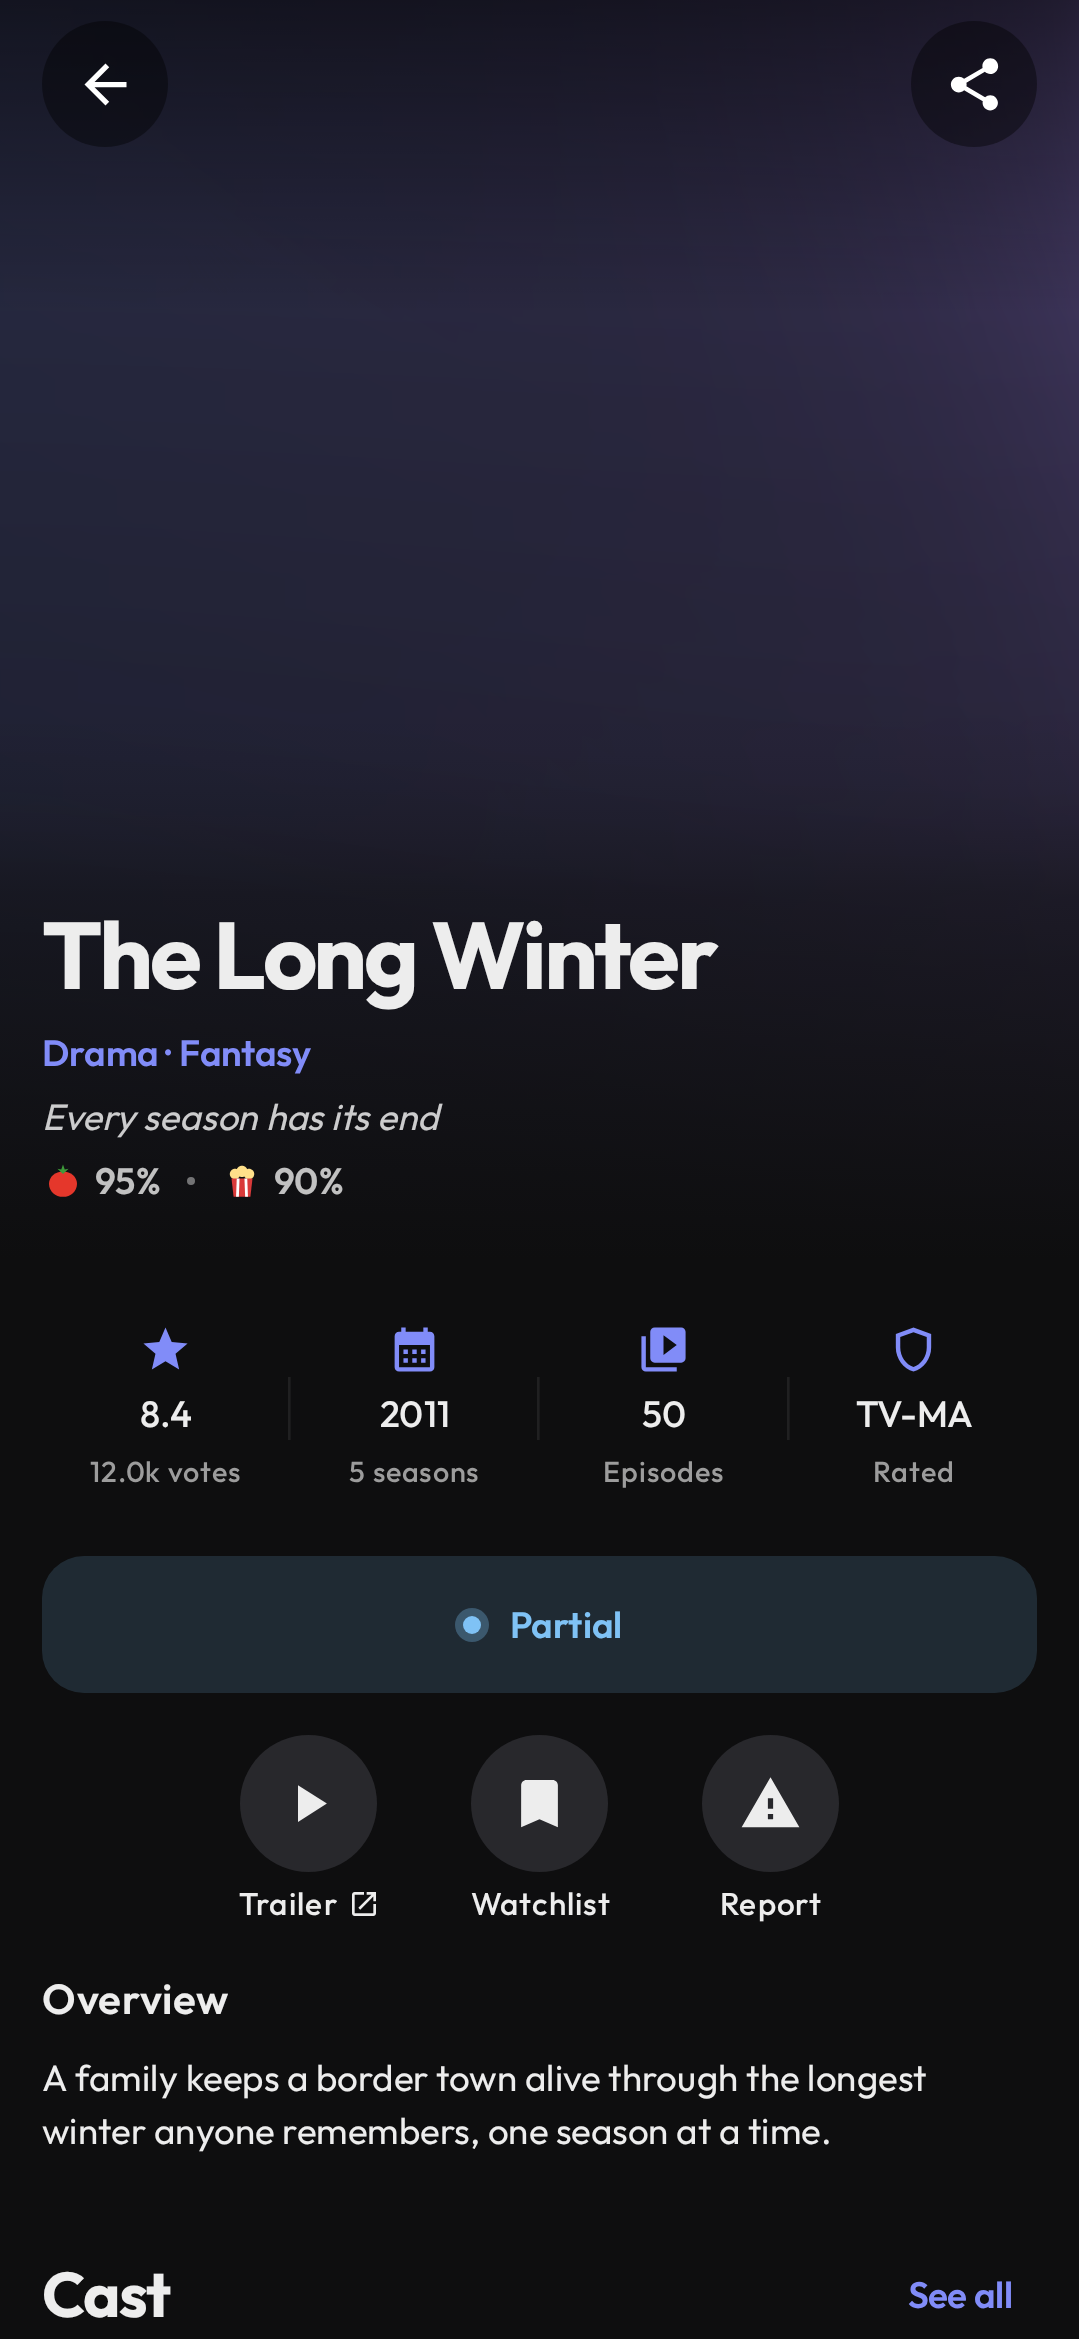 The Long Winter
Drama · Fantasy
Every season has its end
95% • 90%
8.4
12.0k votes
2011
5 seasons
50
Episodes
TV-MA
Rated
Partial
Trailer
Watchlist
Report
Overview
A family keeps a border town alive through the longest
winter anyone remembers, one season at a time.
Cast
See all